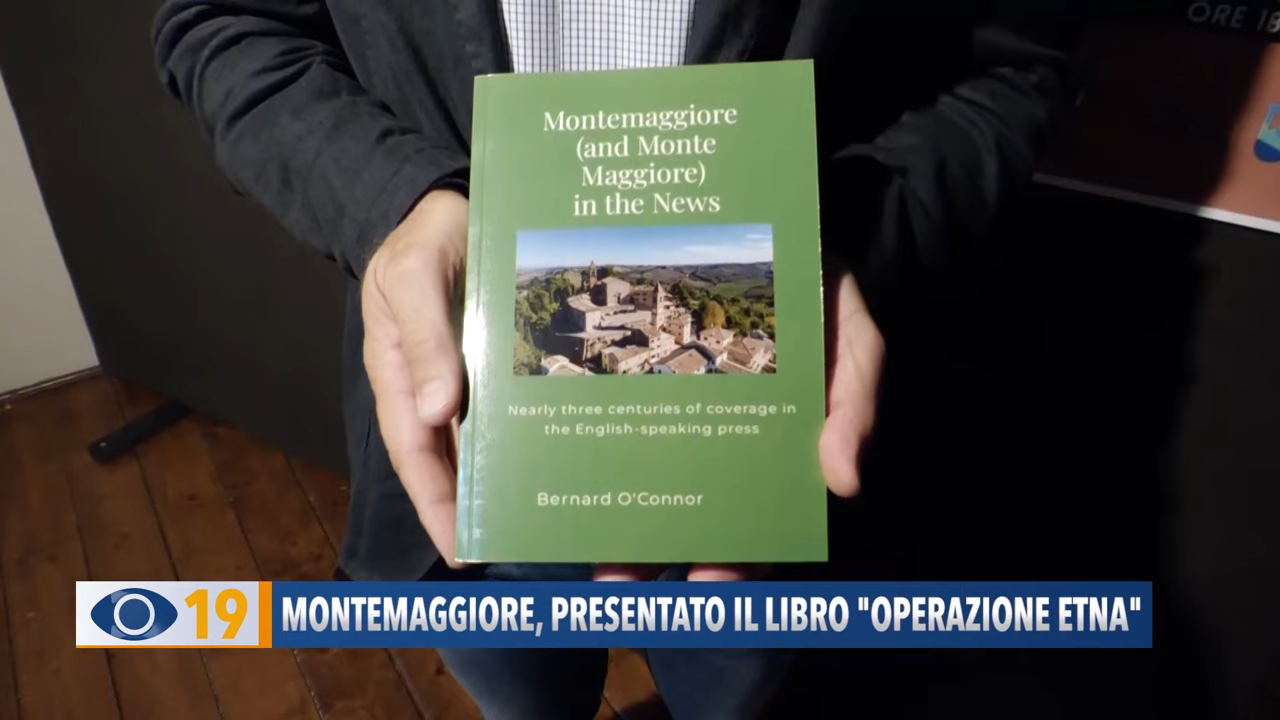 ORE
Montemaggiore
(and Monte
Maggiore)
in the News
Nearly three centuries of coverage in
the English-speaking press
Bernard O'Connor
19
MONTEMAGGIORE, PRESENTATO IL LIBRO "OPERAZIONE ETNA"